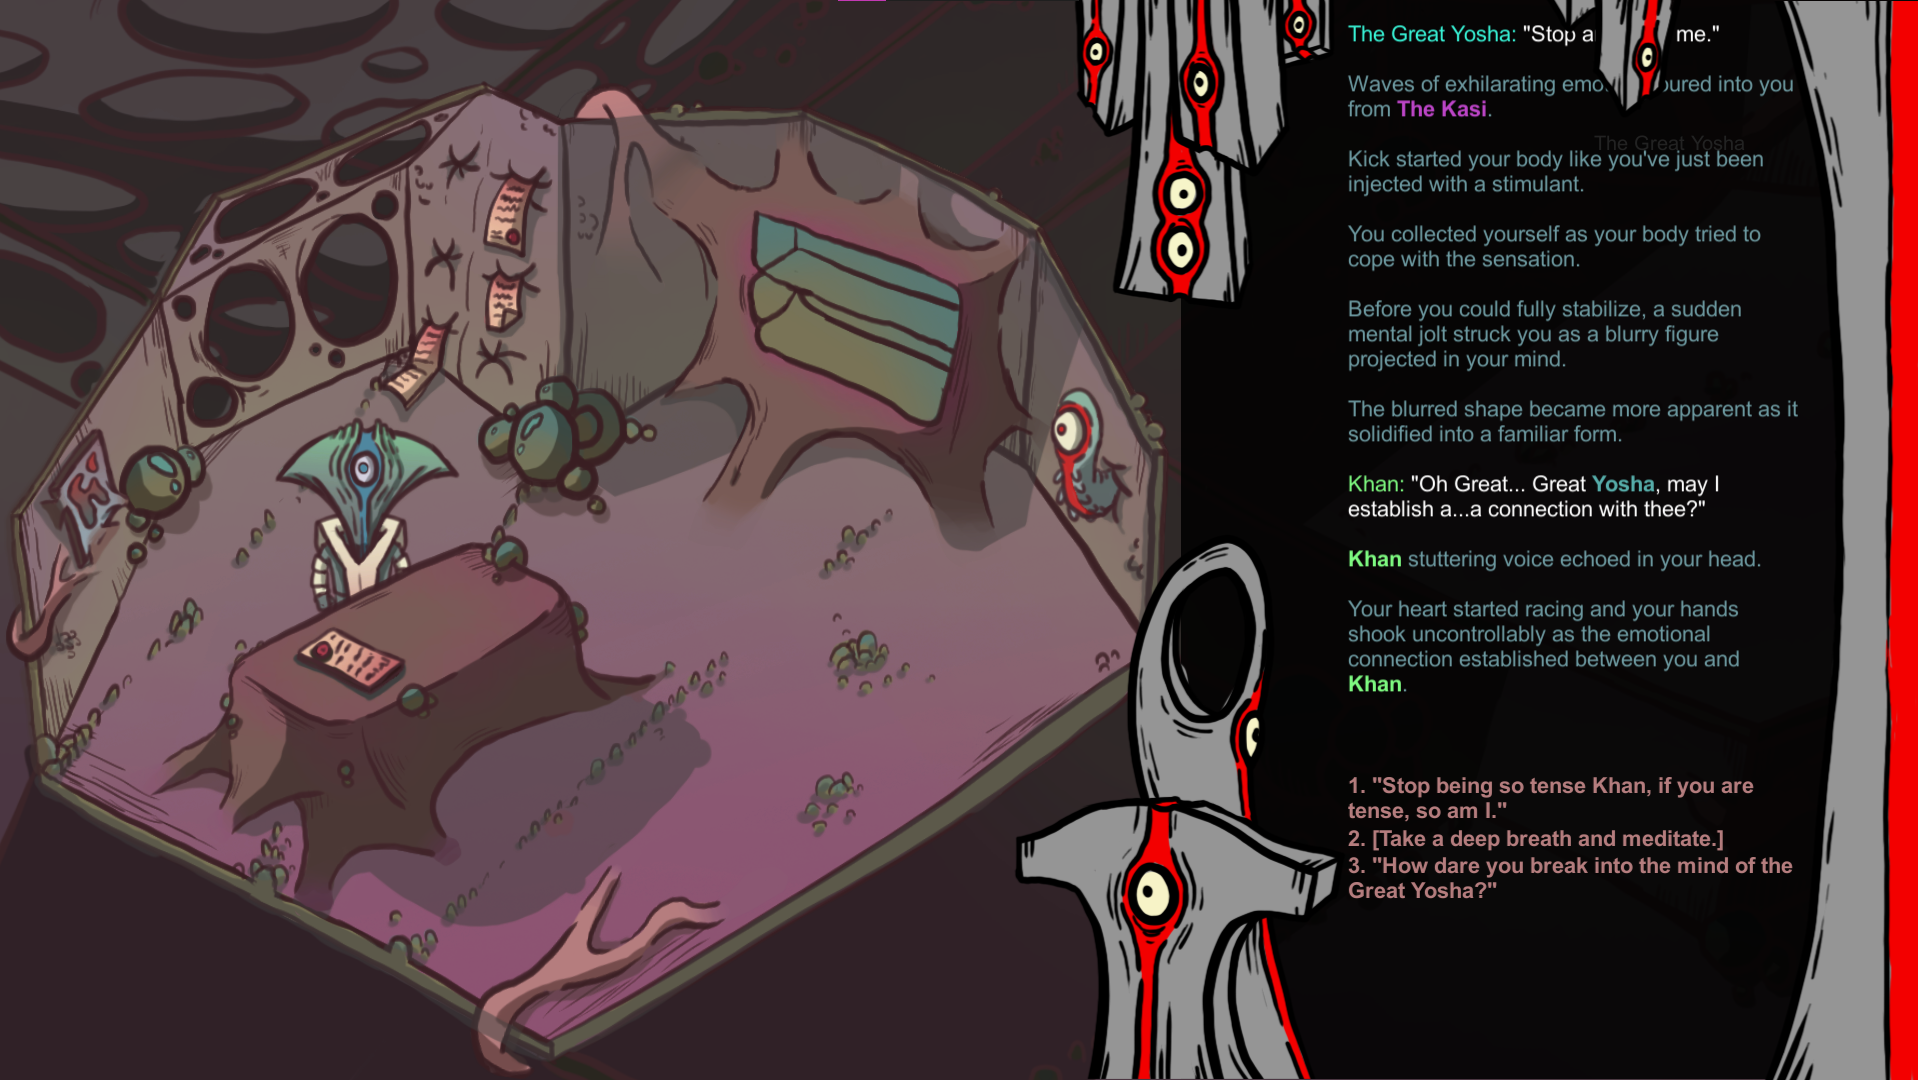 The Great Yosha: "Stop me."
Waves of exhilarating into you
from The Kasi.
The Great Yosha
Kick started your body like you've just been
injected with a stimulant.
You collected yourself as your body tried to
cope with the sensation.
Before you could fully stabilize, a sudden
mental jolt struck you as a blurry figure
projected in your mind.
The blurred shape became more apparent as it
solidified into a familiar form.
Khan: "Oh Great... Great Yosha, may I
establish a...a connection with thee?"
Khan stuttering voice echoed in your head.
Your heart started racing and your hands
shook uncontrollably as the emotional
connection established between you and
Khan.
1. "Stop being so tense Khan, if you are
tense, so am I."
2. [Take a deep breath and meditate.]
3. "How dare you break into the mind of the
Great Yosha?"